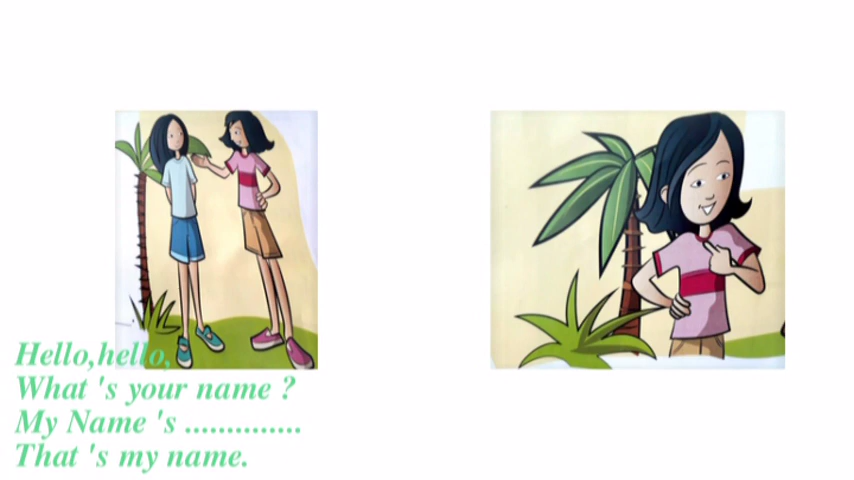 Hello,hello,
What 's your name ?
My Name 's ..............
That 's my name.